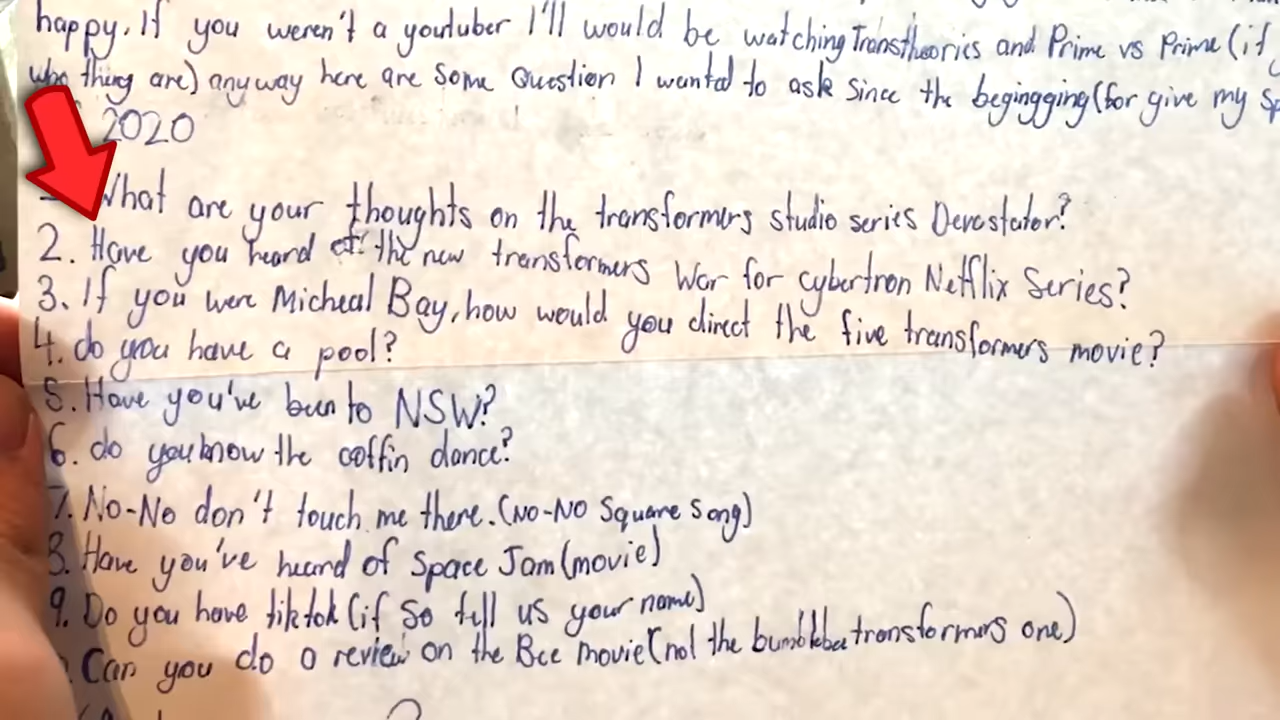 happy. If you weren't a youtuber I'll would be watching Transtheories and Prime vs Prime (if
who thing are) anyway here are some Question I wanted to ask since the begingging (for give my sp
2020
What are your thoughts on the transformers studio series Devastator?
2. Have you heard of the new transformers War for cybertron Netflix Series?
3. If you were Micheal Bay, how would you direct the five transformers movie?
4. do you have a pool?
5. Have you've been to NSW?
6. do you know the coffin dance?
7. No-No don't touch me there. (No-NO Square Song)
8. Have you've heard of Space Jam (movie)
9. Do you have tiktok (if so tell us your name)
Can you do a review on the Bee movie (not the bumblebee transformers one)